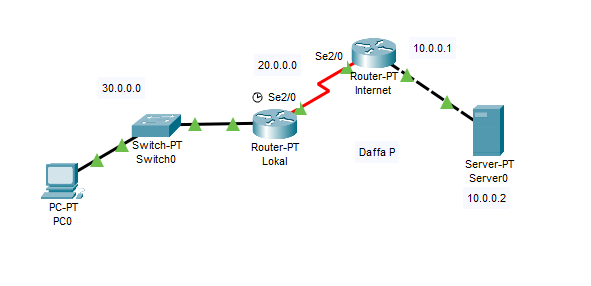 10.0.0.1
Se2/0
Router-PT
Internet
20.0.0.0
30.0.0.0
Se2/0
Switch-PT
Switch0
Router-PT
Lokal
Daffa P
Server-PT
Server0
10.0.0.2
PC-PT
PC0